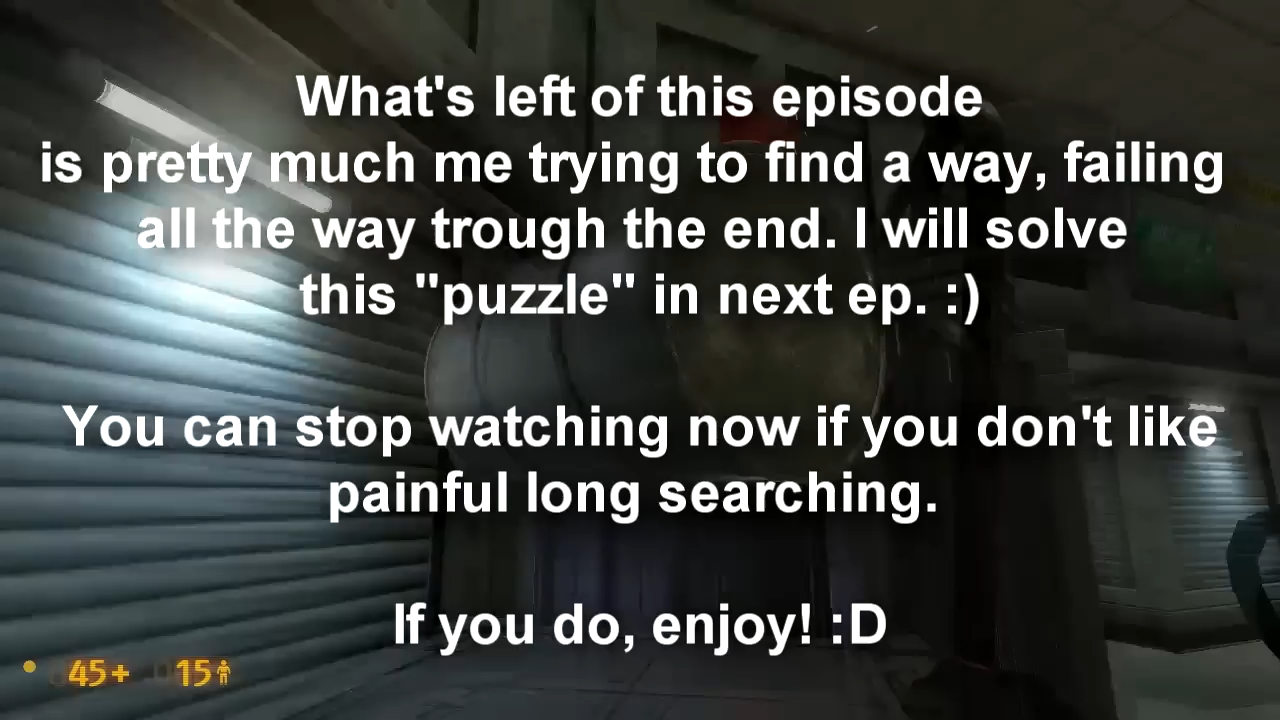 What's left of this episode
is pretty much me trying to find a way, failing
all the way trough the end. I will solve
this "puzzle" in next ep. :)
You can stop watching now if you don't like
painful long searching.
If you do, enjoy! :D
45+ 15